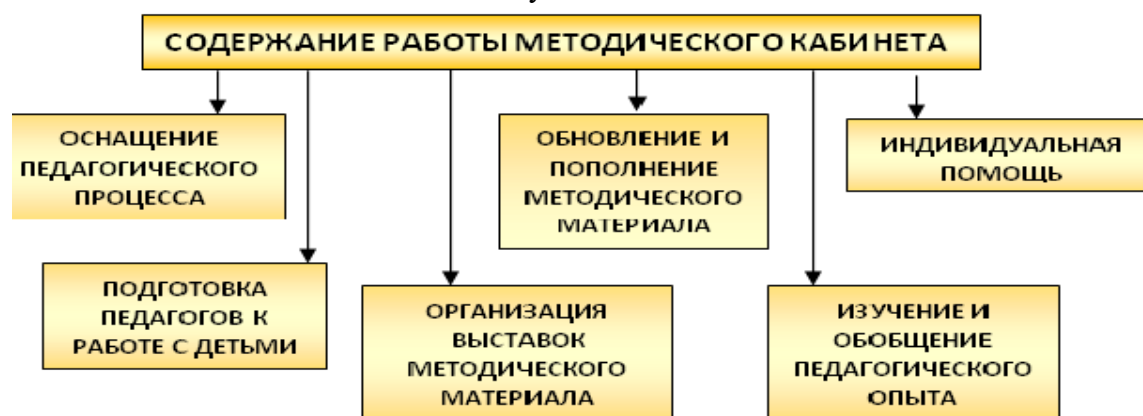 у
СОДЕРЖАНИЕ РАБОТЫ МЕТОДИЧЕСКОГО КАБИНЕТА
ОСНАЩЕНИЕ
ПЕДАГОГИЧЕСКОГО
ПРОЦЕССА
ОБНОВЛЕНИЕ И
ПОПОЛНЕНИЕ
МЕТОДИЧЕСКОГО
МАТЕРИАЛА
ИНДИВИДУАЛЬНАЯ
ПОМОЩЬ
ПОДГОТОВКА
ПЕДАГОГОВ К
РАБОТЕ С ДЕТЬМИ
ОРГАНИЗАЦИЯ
ВЫСТАВОК
МЕТОДИЧЕСКОГО
МАТЕРИАЛА
ИЗУЧЕНИЕ И
ОБОБЩЕНИЕ
ПЕДАГОГИЧЕСКОГО
ОПЫТА